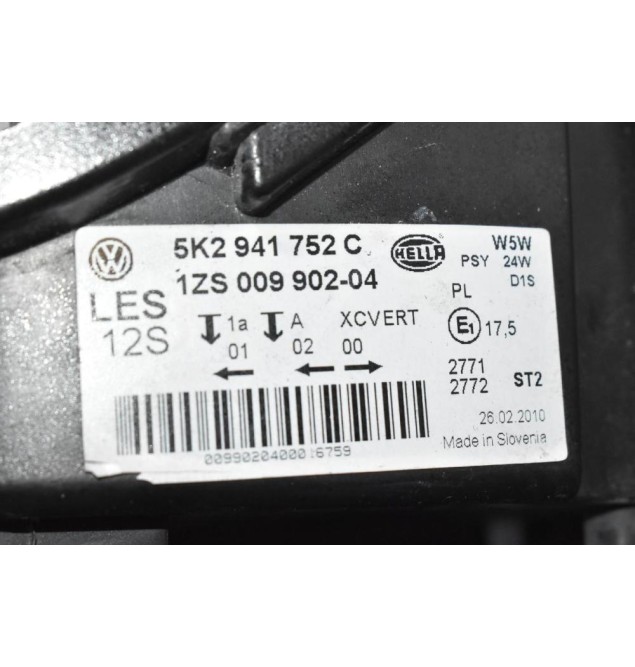 5K2 941 752 C
HELLA
1ZS 009 902-04
W5W
PSY 24W
D1S
LES
12S
1a A XCVERT
01 02 00
PL
E1 17,5
2771
2772 ST2
26.02.2010
Made in Slovenia